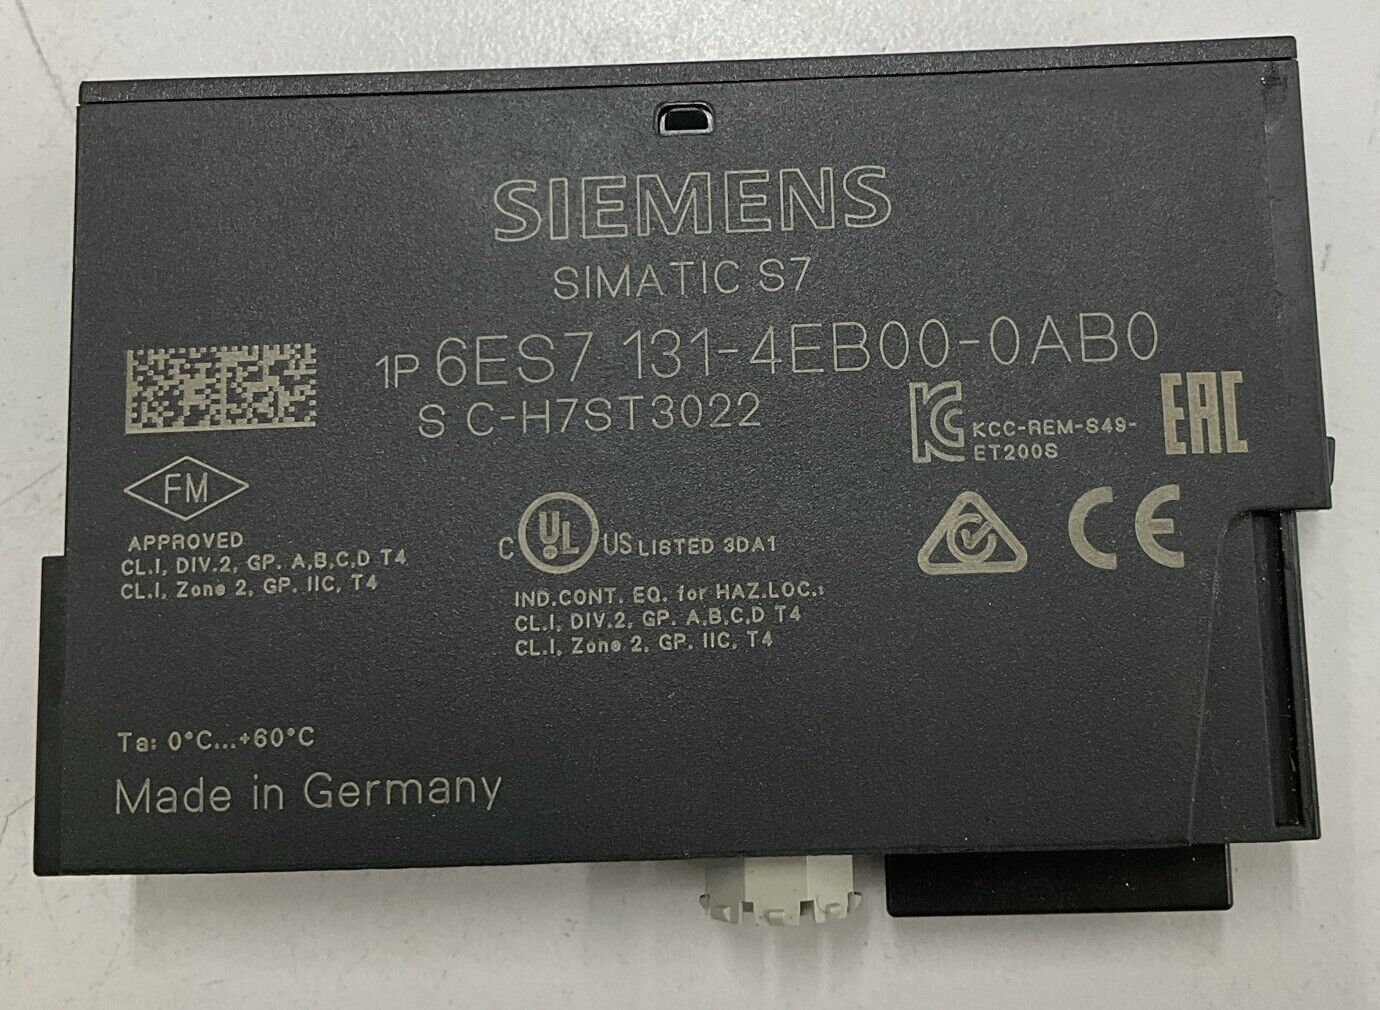 SIEMENS
SIMATIC S7
1P 6ES7 131-4EB00-0AB0
S C-H7ST3022
KC KCC-REM-S49-
ET200S
EAC
FM
APPROVED
CL.I, DIV.2, GP. A,B,C,D T4
CL.I, Zone 2, GP. IIC, T4
C UL US LISTED 3DA1
IND.CONT. EQ. for HAZ.LOC.:
CL.I, DIV.2, GP. A,B,C,D T4
CL.I, Zone 2, GP. IIC, T4
CE
Ta: 0°C...+60°C
Made in Germany